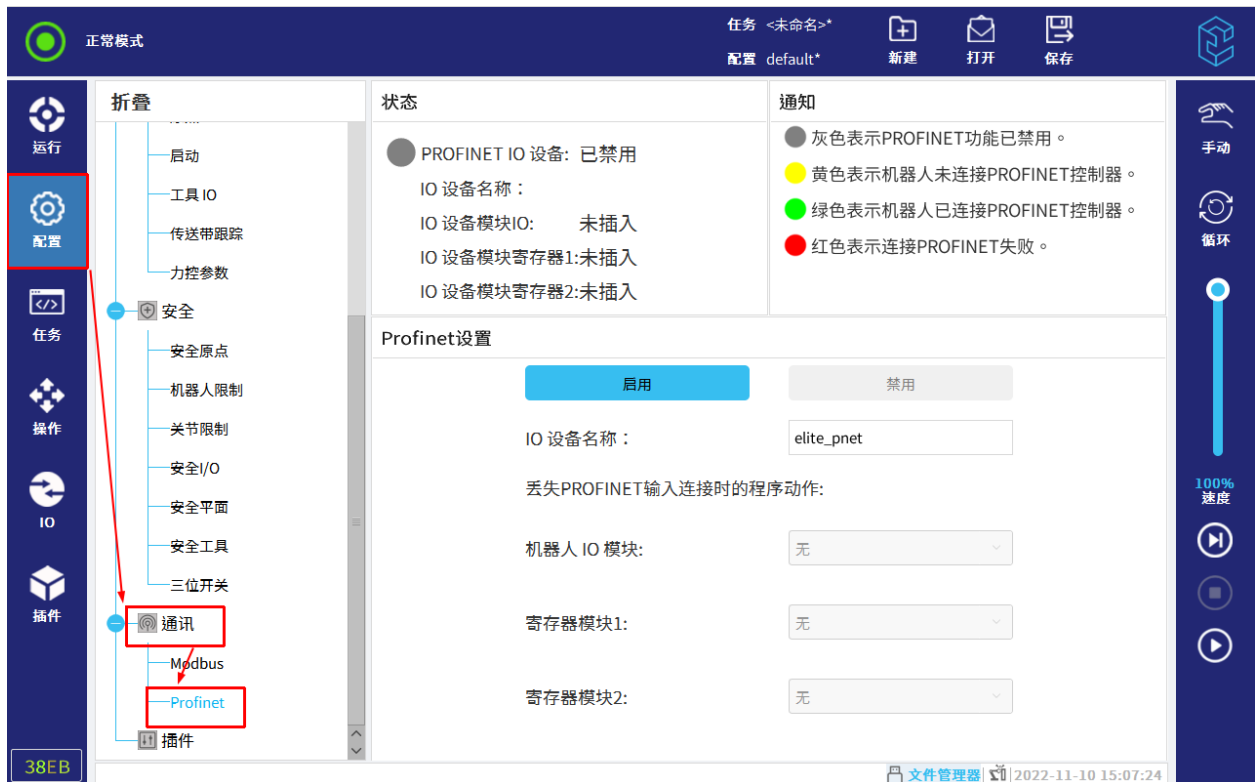 正常模式
任务 <未命名>*
配置 default*
新建
打开
保存
运行
配置
任务
操作
IO
插件
38EB
折叠
启动
工具 IO
传送带跟踪
力控参数
安全
安全原点
机器人限制
关节限制
安全I/O
安全平面
安全工具
三位开关
通讯
Modbus
Profinet
插件
状态
PROFINET IO 设备: 已禁用
IO 设备名称：
IO 设备模块IO: 未插入
IO 设备模块寄存器1:未插入
IO 设备模块寄存器2:未插入
通知
灰色表示PROFINET功能已禁用。
黄色表示机器人未连接PROFINET控制器。
绿色表示机器人已连接PROFINET控制器。
红色表示连接PROFINET失败。
Profinet设置
启用 禁用
IO 设备名称： elite_pnet
丢失PROFINET输入连接时的程序动作:
机器人 IO 模块: 无
寄存器模块1: 无
寄存器模块2: 无
手动
循环
100%
速度
文件管理器 2022-11-10 15:07:24